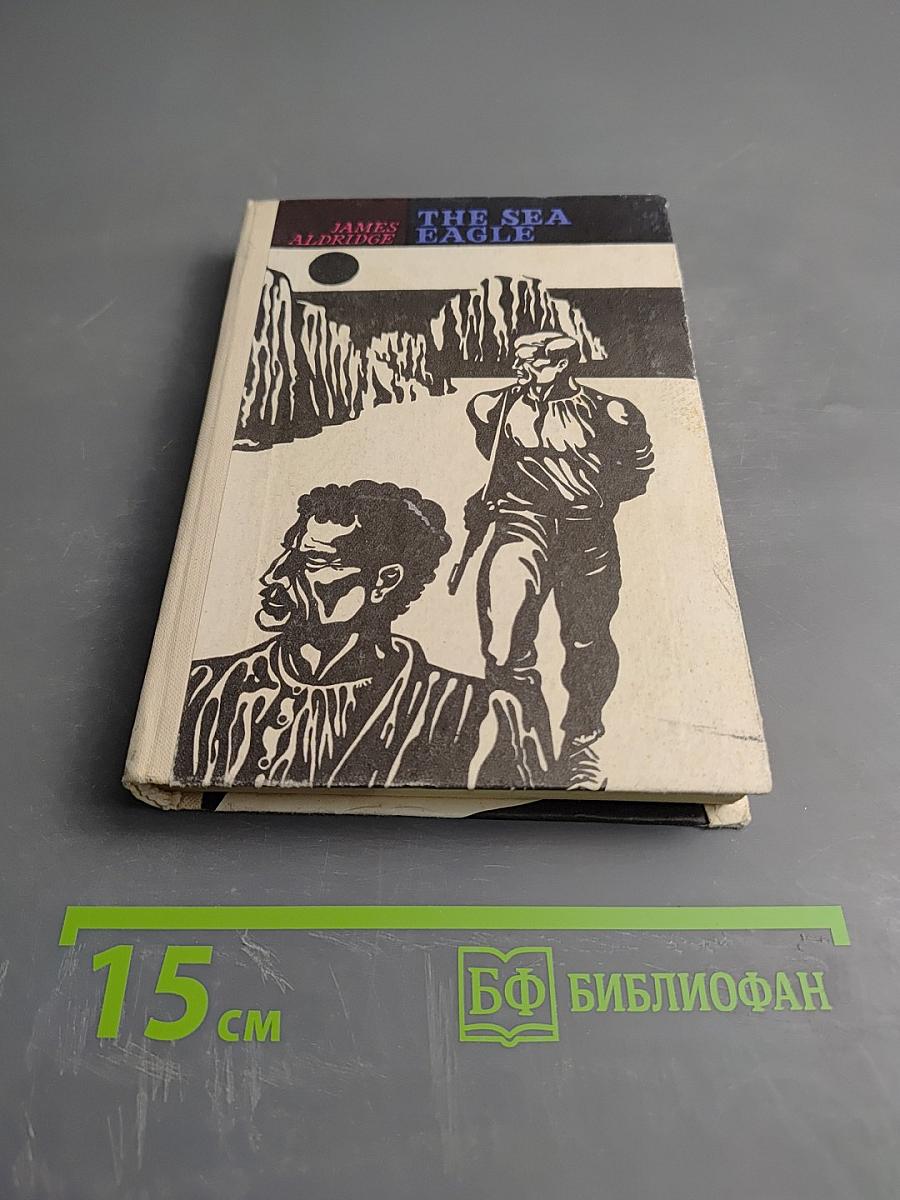 JAMES
ALDRIDGE
THE SEA
EAGLE
15 см
БФ БИБЛИОФАН